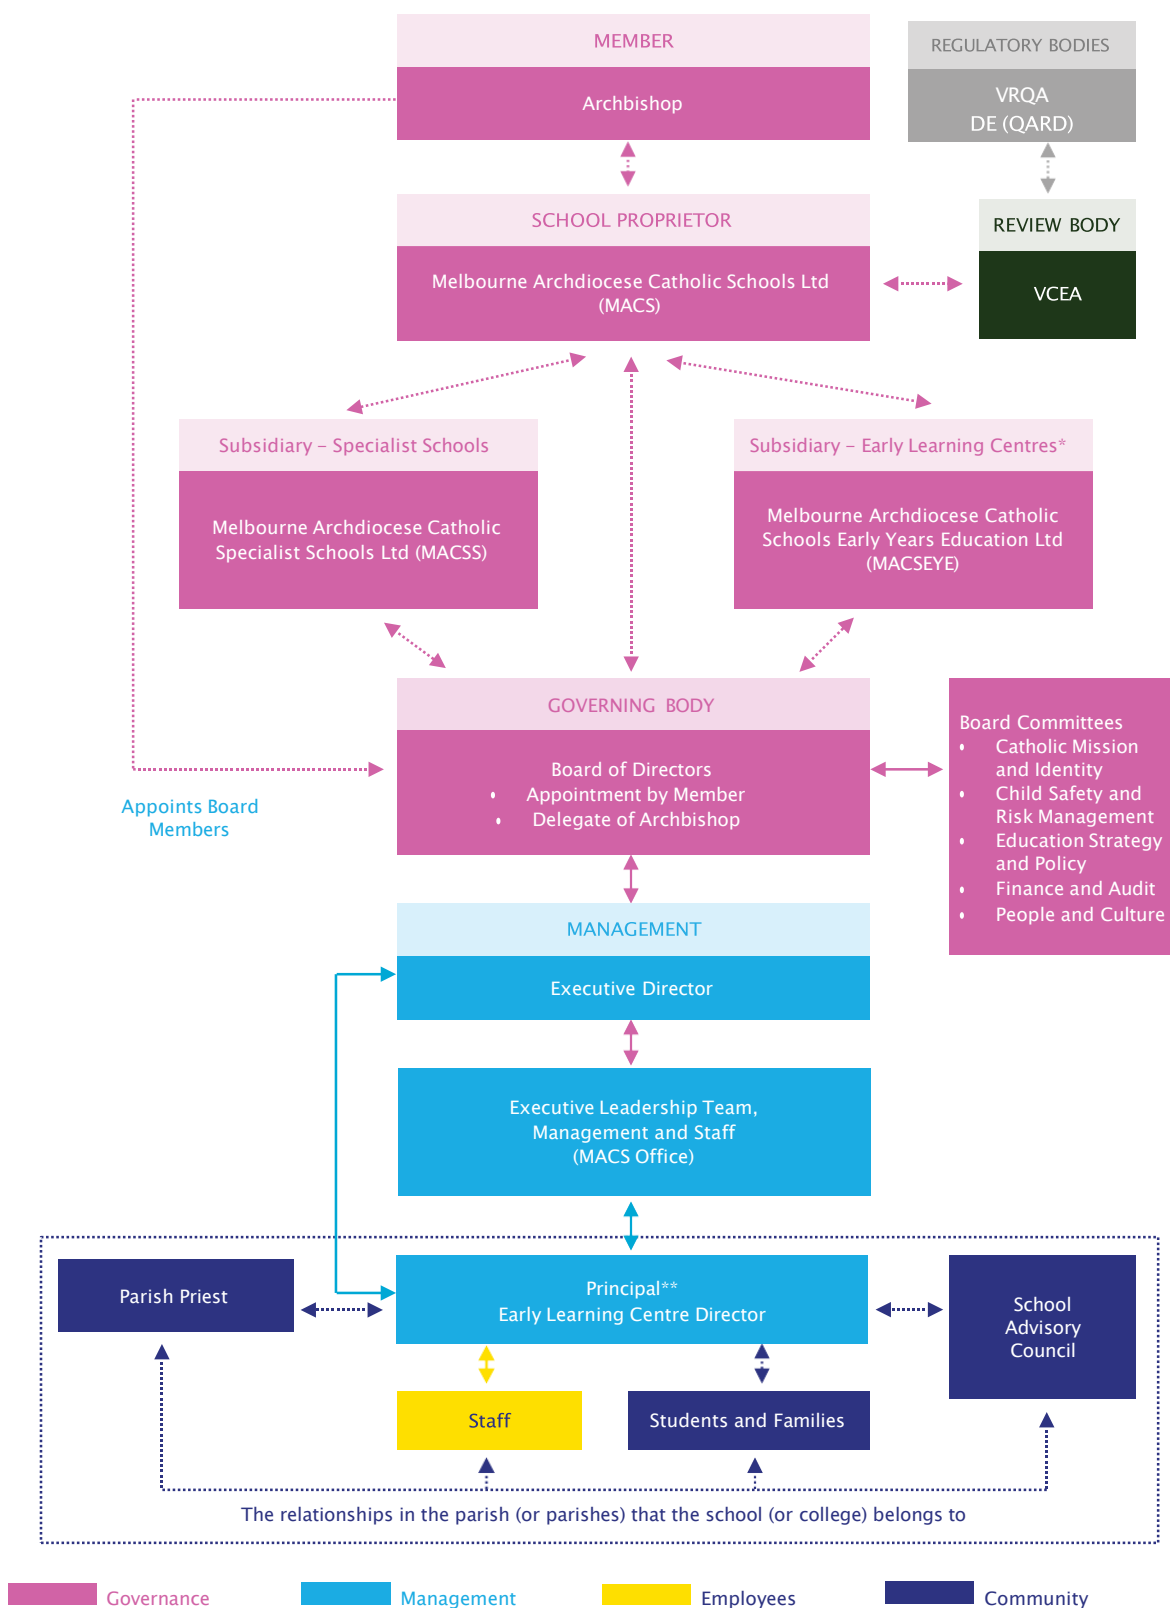 MEMBER
Archbishop
REGULATORY BODIES
VRQA
DE (QARD)
SCHOOL PROPRIETOR
Melbourne Archdiocese Catholic Schools Ltd
(MACS)
REVIEW BODY
VCEA
Subsidiary – Specialist Schools
Melbourne Archdiocese Catholic
Specialist Schools Ltd (MACSS)
Subsidiary – Early Learning Centres*
Melbourne Archdiocese Catholic
Schools Early Years Education Ltd
(MACSEYE)
Appoints Board
Members
GOVERNING BODY
Board of Directors
• Appointment by Member
• Delegate of Archbishop
Board Committees
• Catholic Mission
and Identity
• Child Safety and
Risk Management
• Education Strategy
and Policy
• Finance and Audit
• People and Culture
MANAGEMENT
Executive Director
Executive Leadership Team,
Management and Staff
(MACS Office)
Parish Priest
Principal**
Early Learning Centre Director
School
Advisory
Council
Staff
Students and Families
The relationships in the parish (or parishes) that the school (or college) belongs to
Governance
Management
Employees
Community